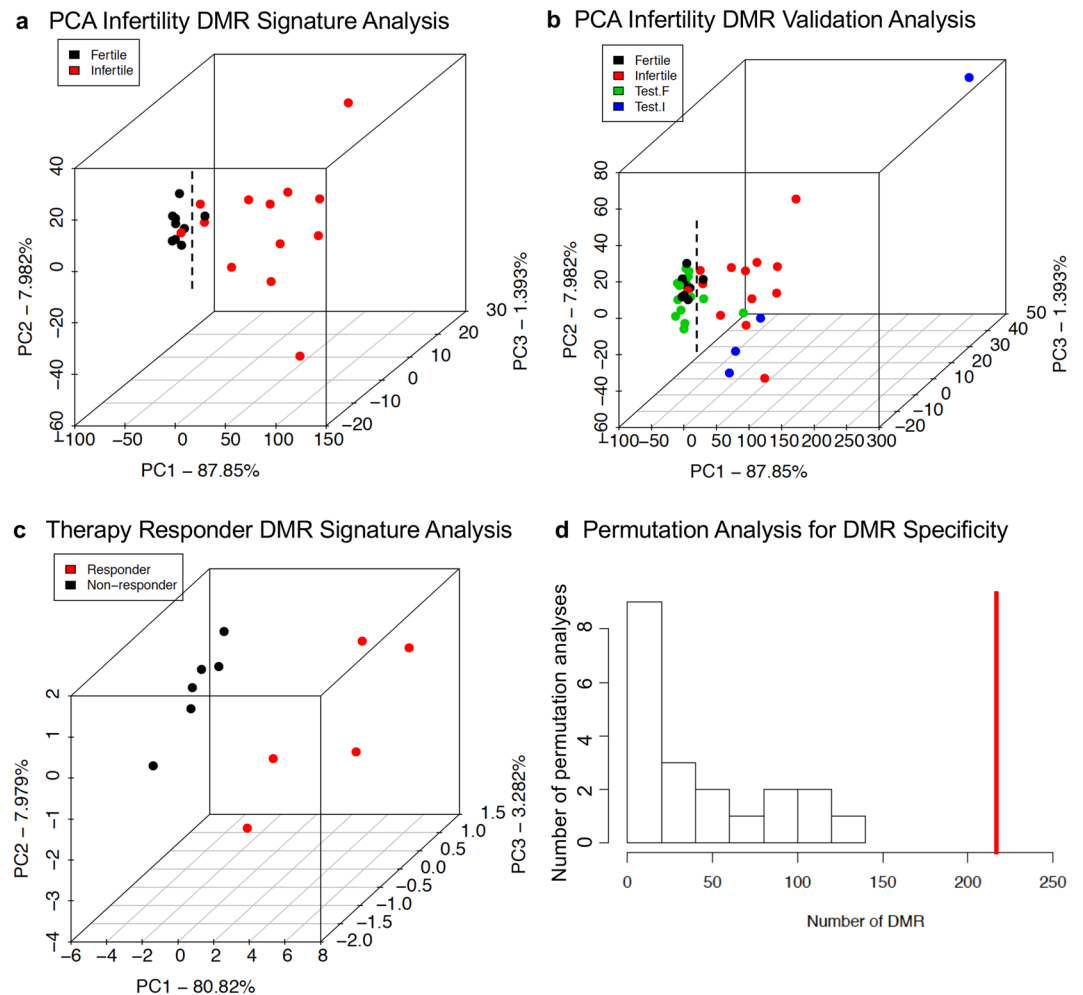 a PCA Infertility DMR Signature Analysis
Fertile
Infertile
40
20
0
−20
−40
−60
PC2 − 7.982%
−100 −50 0 50 100 150
PC1 − 87.85%
−20
−10
0
10
20
30
PC3 − 1.393%
b PCA Infertility DMR Validation Analysis
Fertile
Infertile
Test.F
Test.I
80
60
40
20
0
−20
−40
−60
PC2 − 7.982%
−100 −50 0 50 100 150 200 250 300
PC1 − 87.85%
−20
−10
0
10
20
30
40
50
PC3 − 1.393%
c Therapy Responder DMR Signature Analysis
Responder
Non−responder
2
1
0
−1
−2
−3
−4
PC2 − 7.979%
−6 −4 −2 0 2 4 6 8
PC1 − 80.82%
−2.0
−1.5
−1.0
−0.5
0.0
0.5
1.0
1.5
PC3 − 3.282%
d Permutation Analysis for DMR Specificity
Number of permutation analyses
8
6
4
2
0
0 50 100 150 200 250
Number of DMR